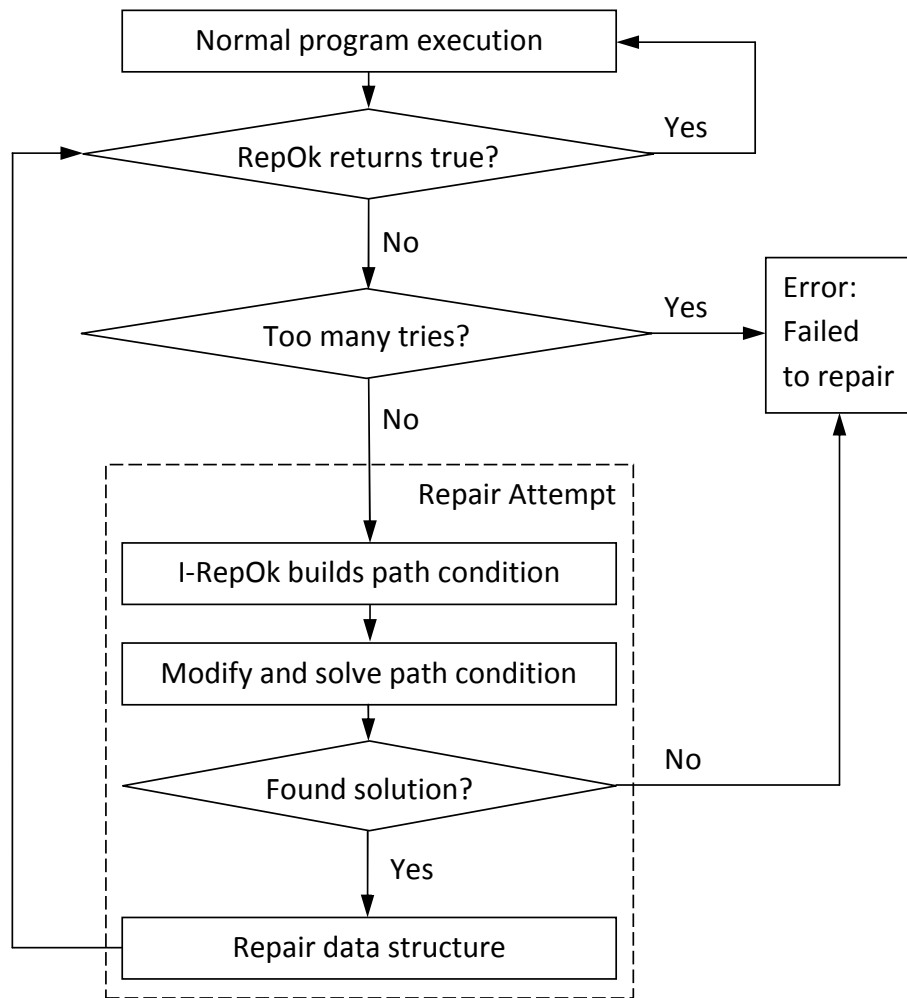 Normal program execution
Yes
RepOk returns true?
No
Yes
Error:
Failed
to repair
Too many tries?
No
Repair Attempt
I-RepOk builds path condition
Modify and solve path condition
No
Found solution?
Yes
Repair data structure